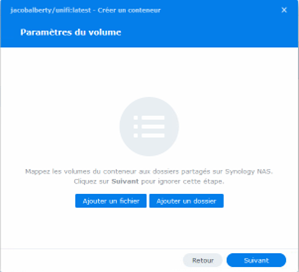 jacobalberty/unifi:latest - Créer un conteneur
Paramètres du volume
Mappez les volumes du conteneur aux dossiers partagés sur Synology NAS.
Cliquez sur Suivant pour ignorer cette étape.
Ajouter un fichier Ajouter un dossier
Retour Suivant